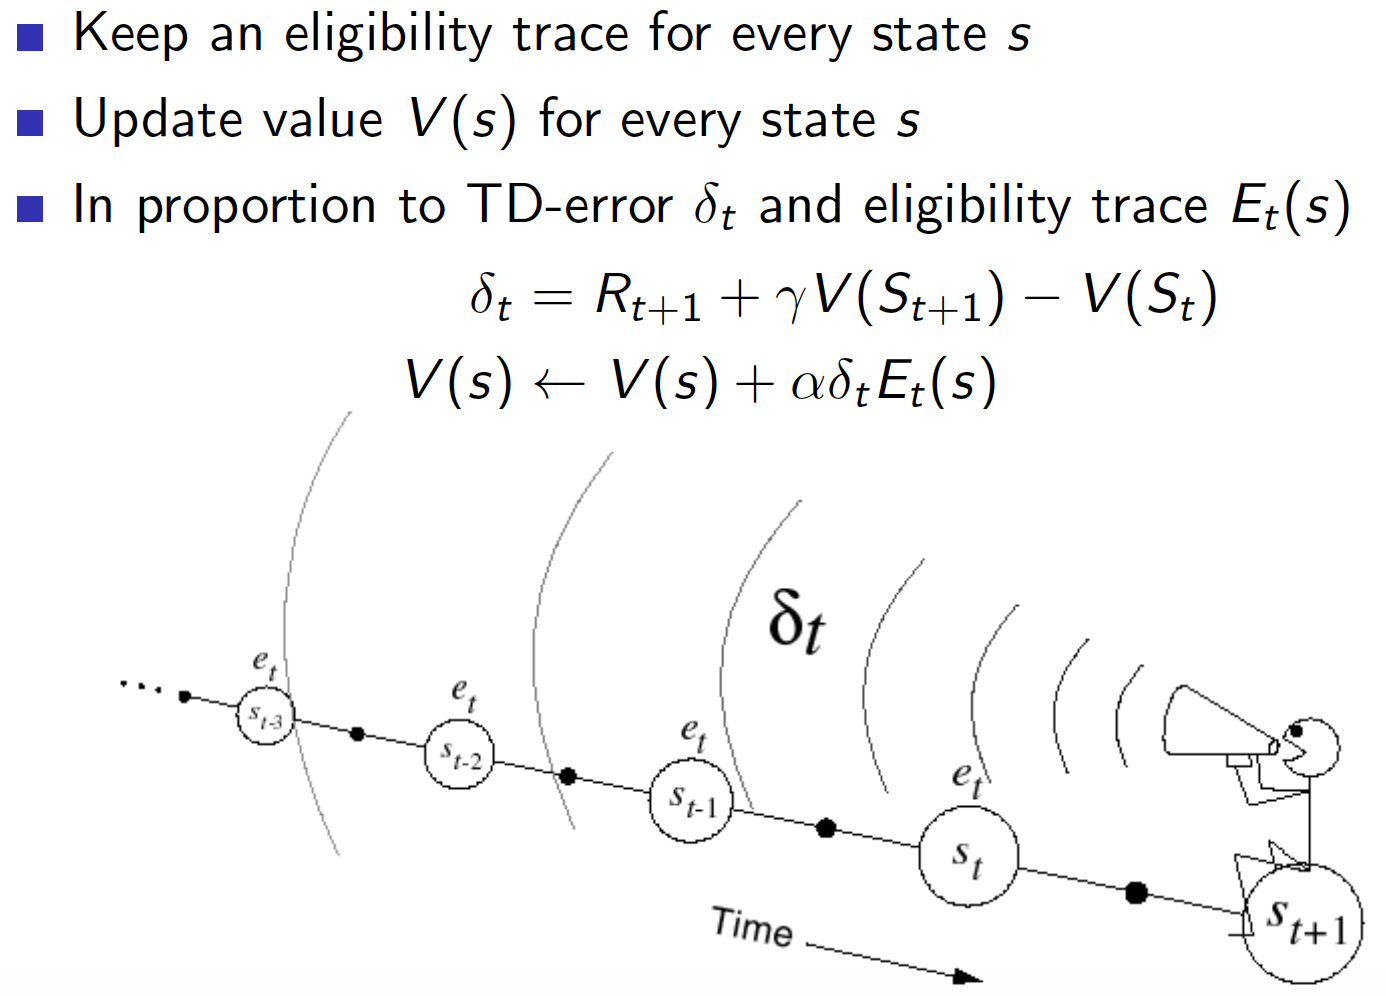 Keep an eligibility trace for every state s
Update value V(s) for every state s
In proportion to TD-error δₜ and eligibility trace Eₜ(s)
δₜ = Rₜ₊₁ + γV(Sₜ₊₁) − V(Sₜ)
V(s) ← V(s) + αδₜEₜ(s)
δt
eₜ
sₜ₋₃
eₜ
sₜ₋₂
eₜ
sₜ₋₁
eₜ
sₜ
sₜ₊₁
Time